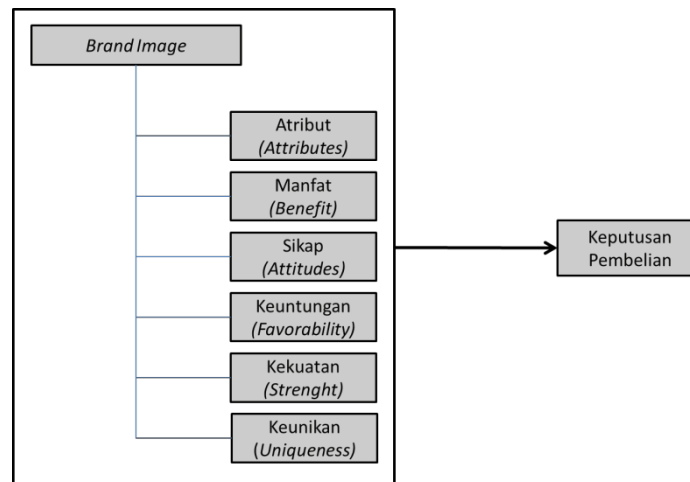 Brand Image
Atribut
(Attributes)
Manfat
(Benefit)
Sikap
(Attitudes)
Keuntungan
(Favorability)
Kekuatan
(Strenght)
Keunikan
(Uniqueness)
Keputusan
Pembelian